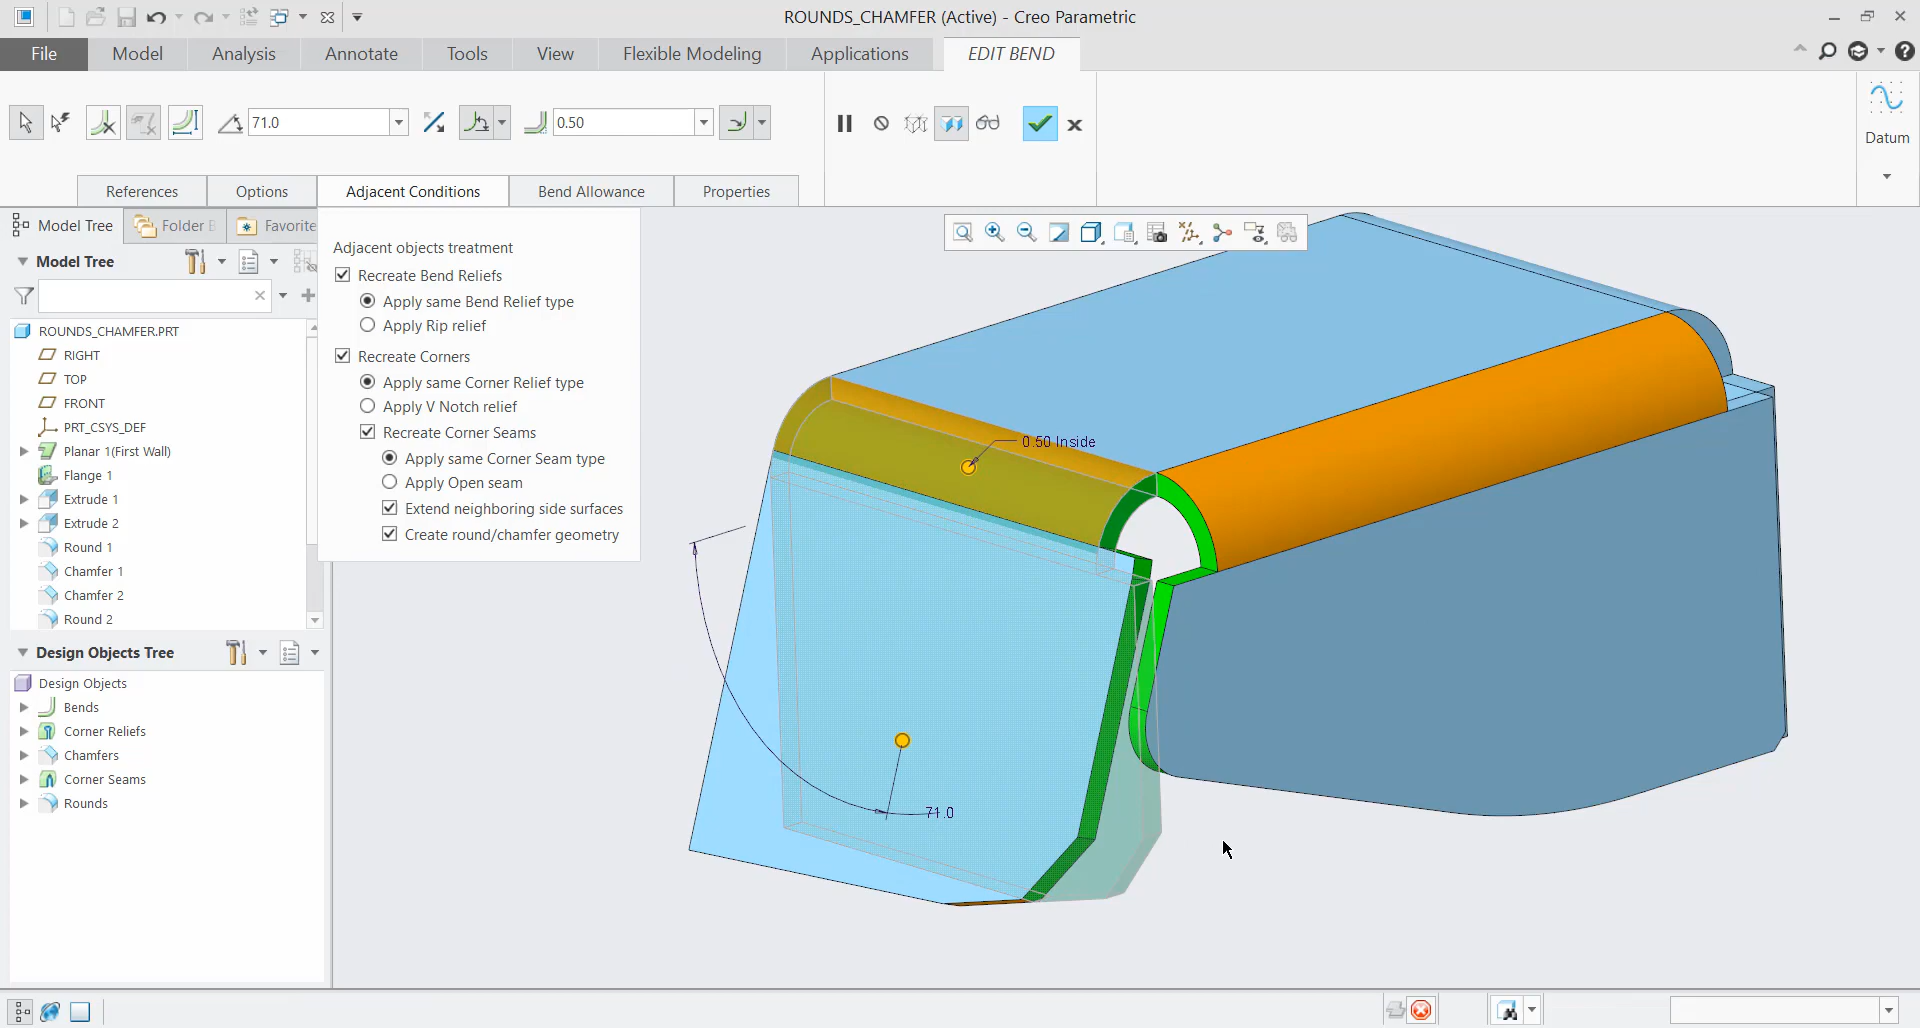 ROUNDS_CHAMFER (Active) - Creo Parametric
File Model Analysis Annotate Tools View Flexible Modeling Applications EDIT BEND
71.0 0.50
Datum
References Options Adjacent Conditions Bend Allowance Properties
Model Tree Folder B Favorite
Model Tree
ROUNDS_CHAMFER.PRT
RIGHT
TOP
FRONT
PRT_CSYS_DEF
Planar 1(First Wall)
Flange 1
Extrude 1
Extrude 2
Round 1
Chamfer 1
Chamfer 2
Round 2
Design Objects Tree
Design Objects
Bends
Corner Reliefs
Chamfers
Corner Seams
Rounds
Adjacent objects treatment
Recreate Bend Reliefs
Apply same Bend Relief type
Apply Rip relief
Recreate Corners
Apply same Corner Relief type
Apply V Notch relief
Recreate Corner Seams
Apply same Corner Seam type
Apply Open seam
Extend neighboring side surfaces
Create round/chamfer geometry
0.50 Inside
71.0